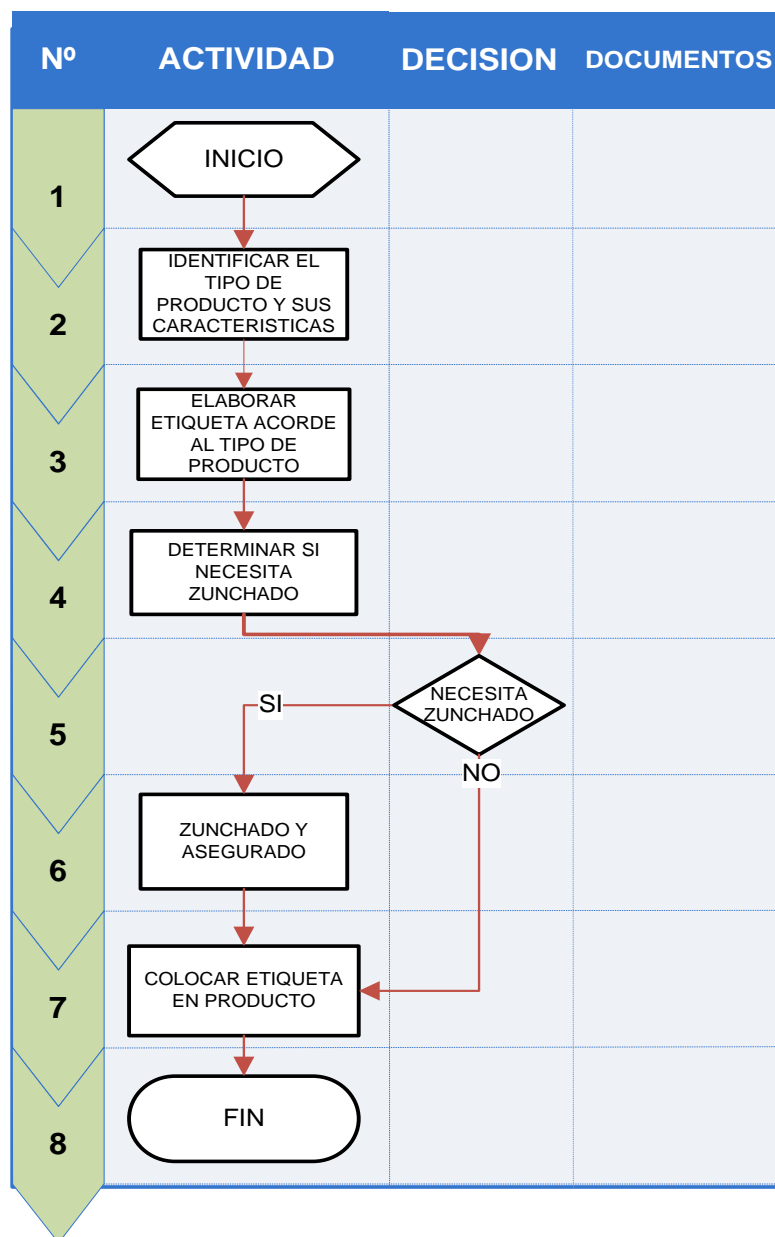 Nº ACTIVIDAD DECISION DOCUMENTOS
1
INICIO
2
IDENTIFICAR EL
TIPO DE
PRODUCTO Y SUS
CARACTERISTICAS
3
ELABORAR
ETIQUETA ACORDE
AL TIPO DE
PRODUCTO
4
DETERMINAR SI
NECESITA
ZUNCHADO
5
SI
NECESITA
ZUNCHADO
NO
6
ZUNCHADO Y
ASEGURADO
7
COLOCAR ETIQUETA
EN PRODUCTO
8
FIN